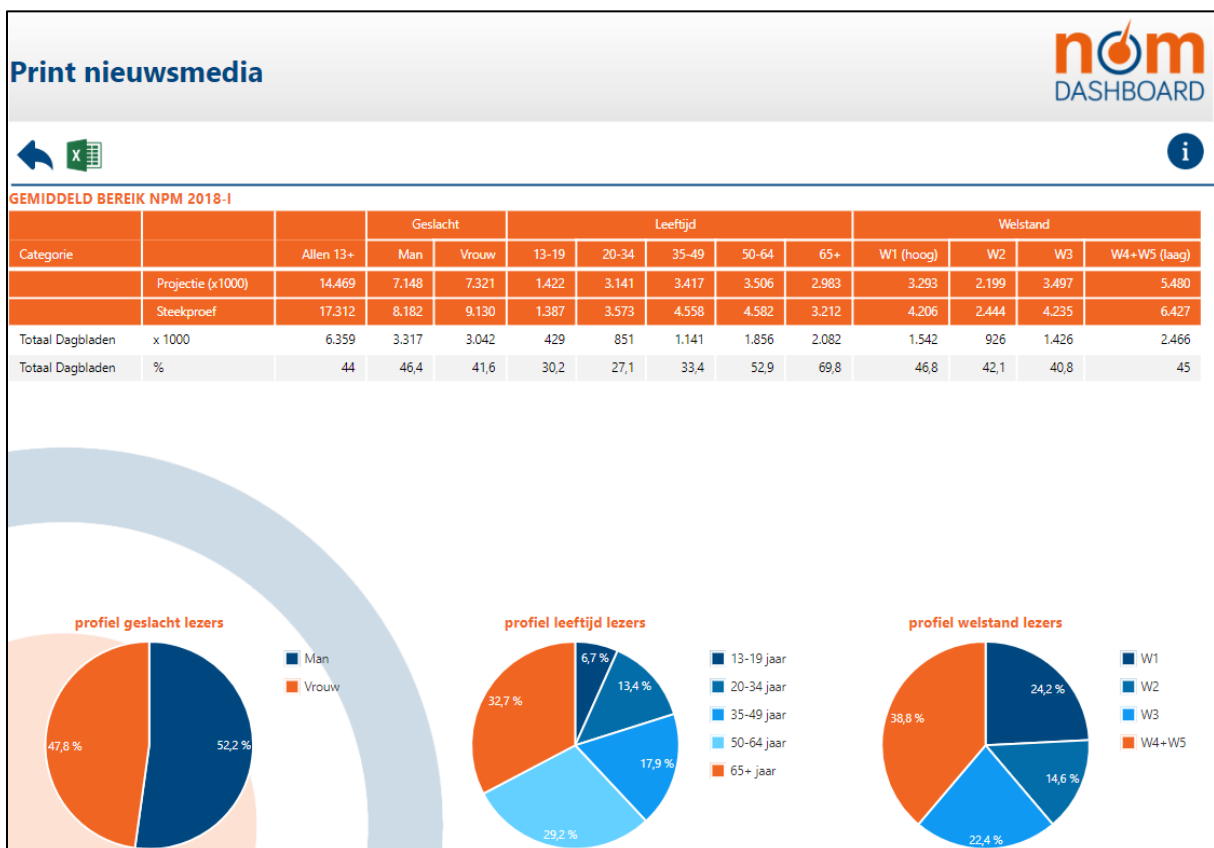 nom
DASHBOARD
Print nieuwsmedia
X
i
GEMIDDELD BEREIK NPM 2018-I
Geslacht Leeftijd Welstand
Categorie Allen 13+ Man Vrouw 13-19 20-34 35-49 50-64 65+ W1 (hoog) W2 W3 W4+W5 (laag)
Projectie (x1000) 14.469 7.148 7.321 1.422 3.141 3.417 3.506 2.983 3.293 2.199 3.497 5.480
Steekproef 17.312 8.182 9.130 1.387 3.573 4.558 4.582 3.212 4.206 2.444 4.235 6.427
Totaal Dagbladen x 1000 6.359 3.317 3.042 429 851 1.141 1.856 2.082 1.542 926 1.426 2.466
Totaal Dagbladen % 44 46,4 41,6 30,2 27,1 33,4 52,9 69,8 46,8 42,1 40,8 45
profiel geslacht lezers
47,8 %
52,2 %
Man
Vrouw
profiel leeftijd lezers
6,7 %
13,4 %
32,7 %
17,9 %
29,2 %
13-19 jaar
20-34 jaar
35-49 jaar
50-64 jaar
65+ jaar
profiel welstand lezers
24,2 %
38,8 %
14,6 %
22,4 %
W1
W2
W3
W4+W5